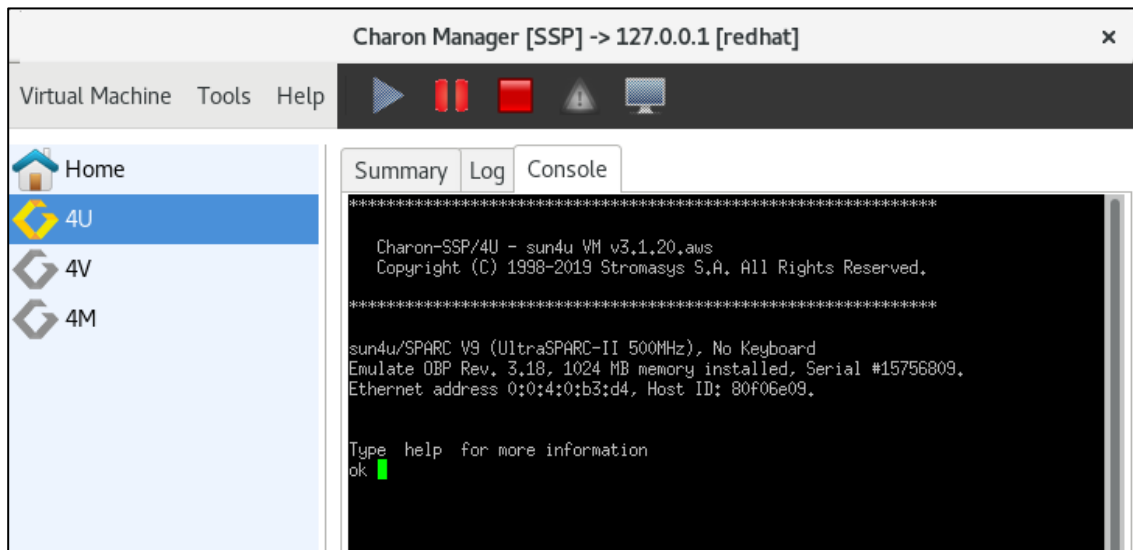 Charon Manager [SSP] -> 127.0.0.1 [redhat]
Virtual Machine Tools Help
Home
4U
4V
4M
Summary Log Console
***************************************************************
Charon-SSP/4U - sun4u VM v3.1.20.aws
Copyright (C) 1998-2019 Stromasys S.A. All Rights Reserved.
***************************************************************
sun4u/SPARC V9 (UltraSPARC-II 500MHz), No Keyboard
Emulate OBP Rev. 3.18, 1024 MB memory installed, Serial #15756809.
Ethernet address 0:0:4:0:b3:d4, Host ID: 80f06e09.
Type help for more information
ok